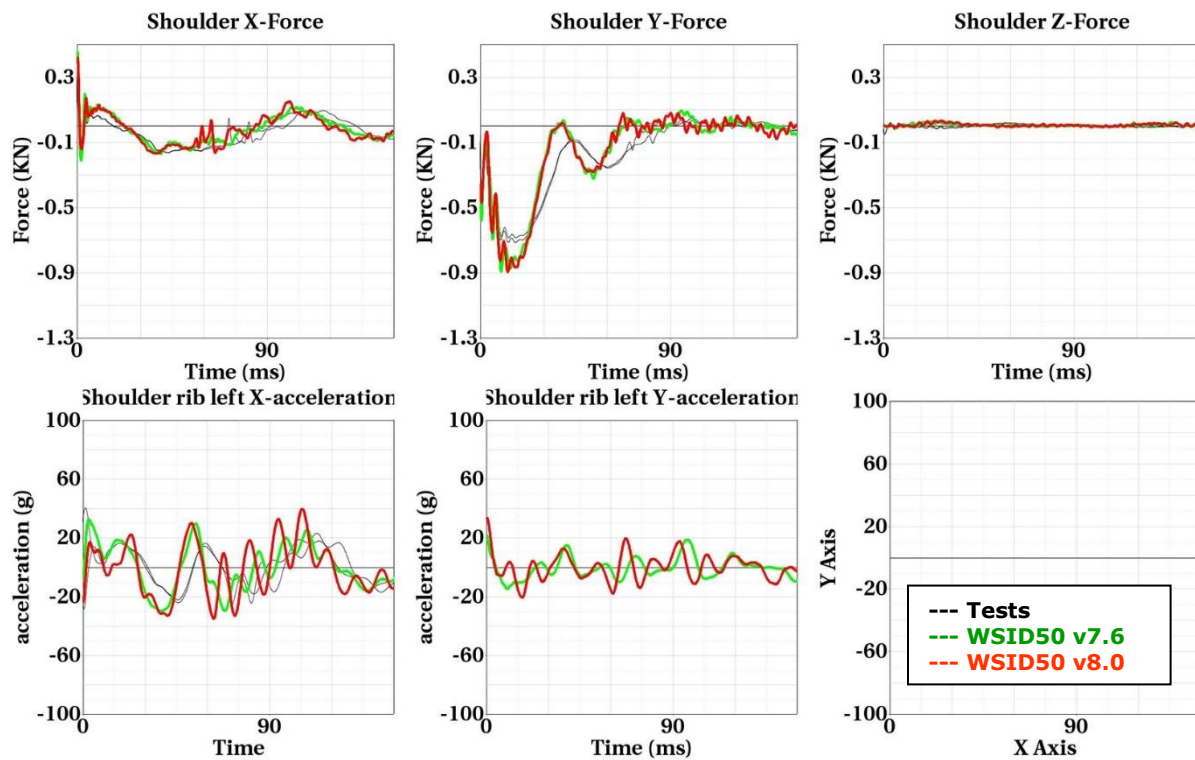 Shoulder X-Force
Shoulder Y-Force
Shoulder Z-Force
Force (KN)
0.3
-0.1
-0.5
-0.9
-1.3
0
90
Time (ms)
Force (KN)
0.3
-0.1
-0.5
-0.9
-1.3
0
90
Time (ms)
Force (KN)
0.3
-0.1
-0.5
-0.9
-1.3
0
90
Time (ms)
Shoulder rib left X-acceleration
Shoulder rib left Y-acceleration
acceleration (g)
100
60
20
-20
-60
-100
0
90
Time
acceleration (g)
100
60
20
-20
-60
-100
0
90
Time (ms)
Y Axis
100
60
20
-20
-60
-100
0
90
X Axis
--- Tests
--- WSID50 v7.6
--- WSID50 v8.0